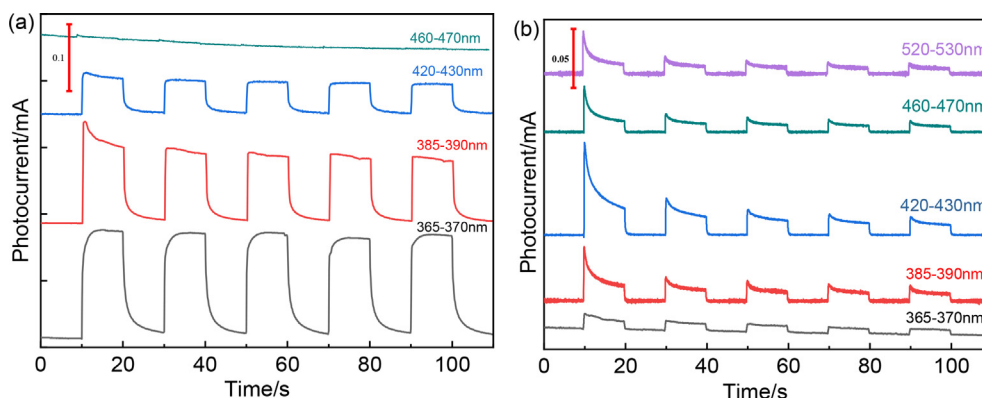 (a)
460-470nm
0.1
420-430nm
385-390nm
365-370nm
Photocurrent/mA
0 20 40 60 80 100
Time/s
(b)
520-530nm
0.05
460-470nm
420-430nm
385-390nm
365-370nm
Photocurrent/mA
0 20 40 60 80 100
Time/s